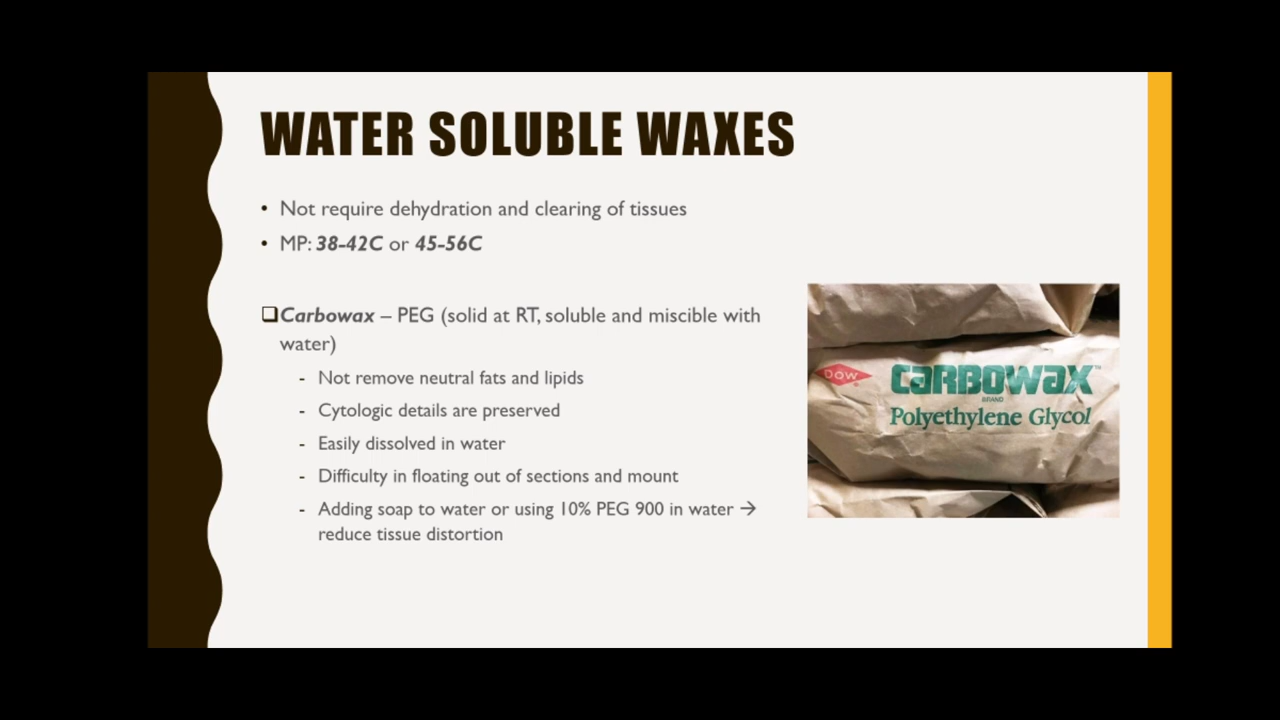 WATER SOLUBLE WAXES
• Not require dehydration and clearing of tissues
• MP: 38-42C or 45-56C
❑Carbowax – PEG (solid at RT, soluble and miscible with
water)
- Not remove neutral fats and lipids
- Cytologic details are preserved
- Easily dissolved in water
- Difficulty in floating out of sections and mount
- Adding soap to water or using 10% PEG 900 in water →
reduce tissue distortion
DOW
CARBOWAX™
BRAND
Polyethylene Glycol